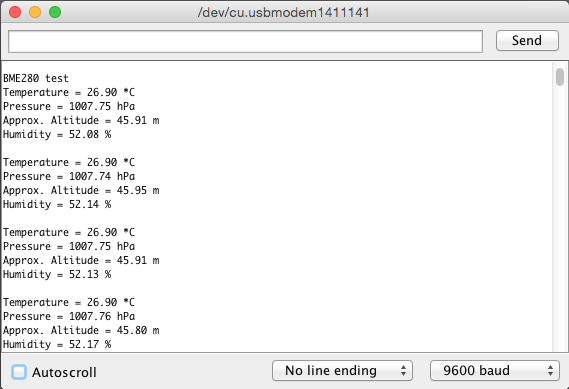 /dev/cu.usbmodem1411141
Send
BME280 test
Temperature = 26.90 *C
Pressure = 1007.75 hPa
Approx. Altitude = 45.91 m
Humidity = 52.08 %
Temperature = 26.90 *C
Pressure = 1007.74 hPa
Approx. Altitude = 45.95 m
Humidity = 52.14 %
Temperature = 26.90 *C
Pressure = 1007.75 hPa
Approx. Altitude = 45.91 m
Humidity = 52.13 %
Temperature = 26.90 *C
Pressure = 1007.76 hPa
Approx. Altitude = 45.80 m
Humidity = 52.17 %
Autoscroll
No line ending
9600 baud